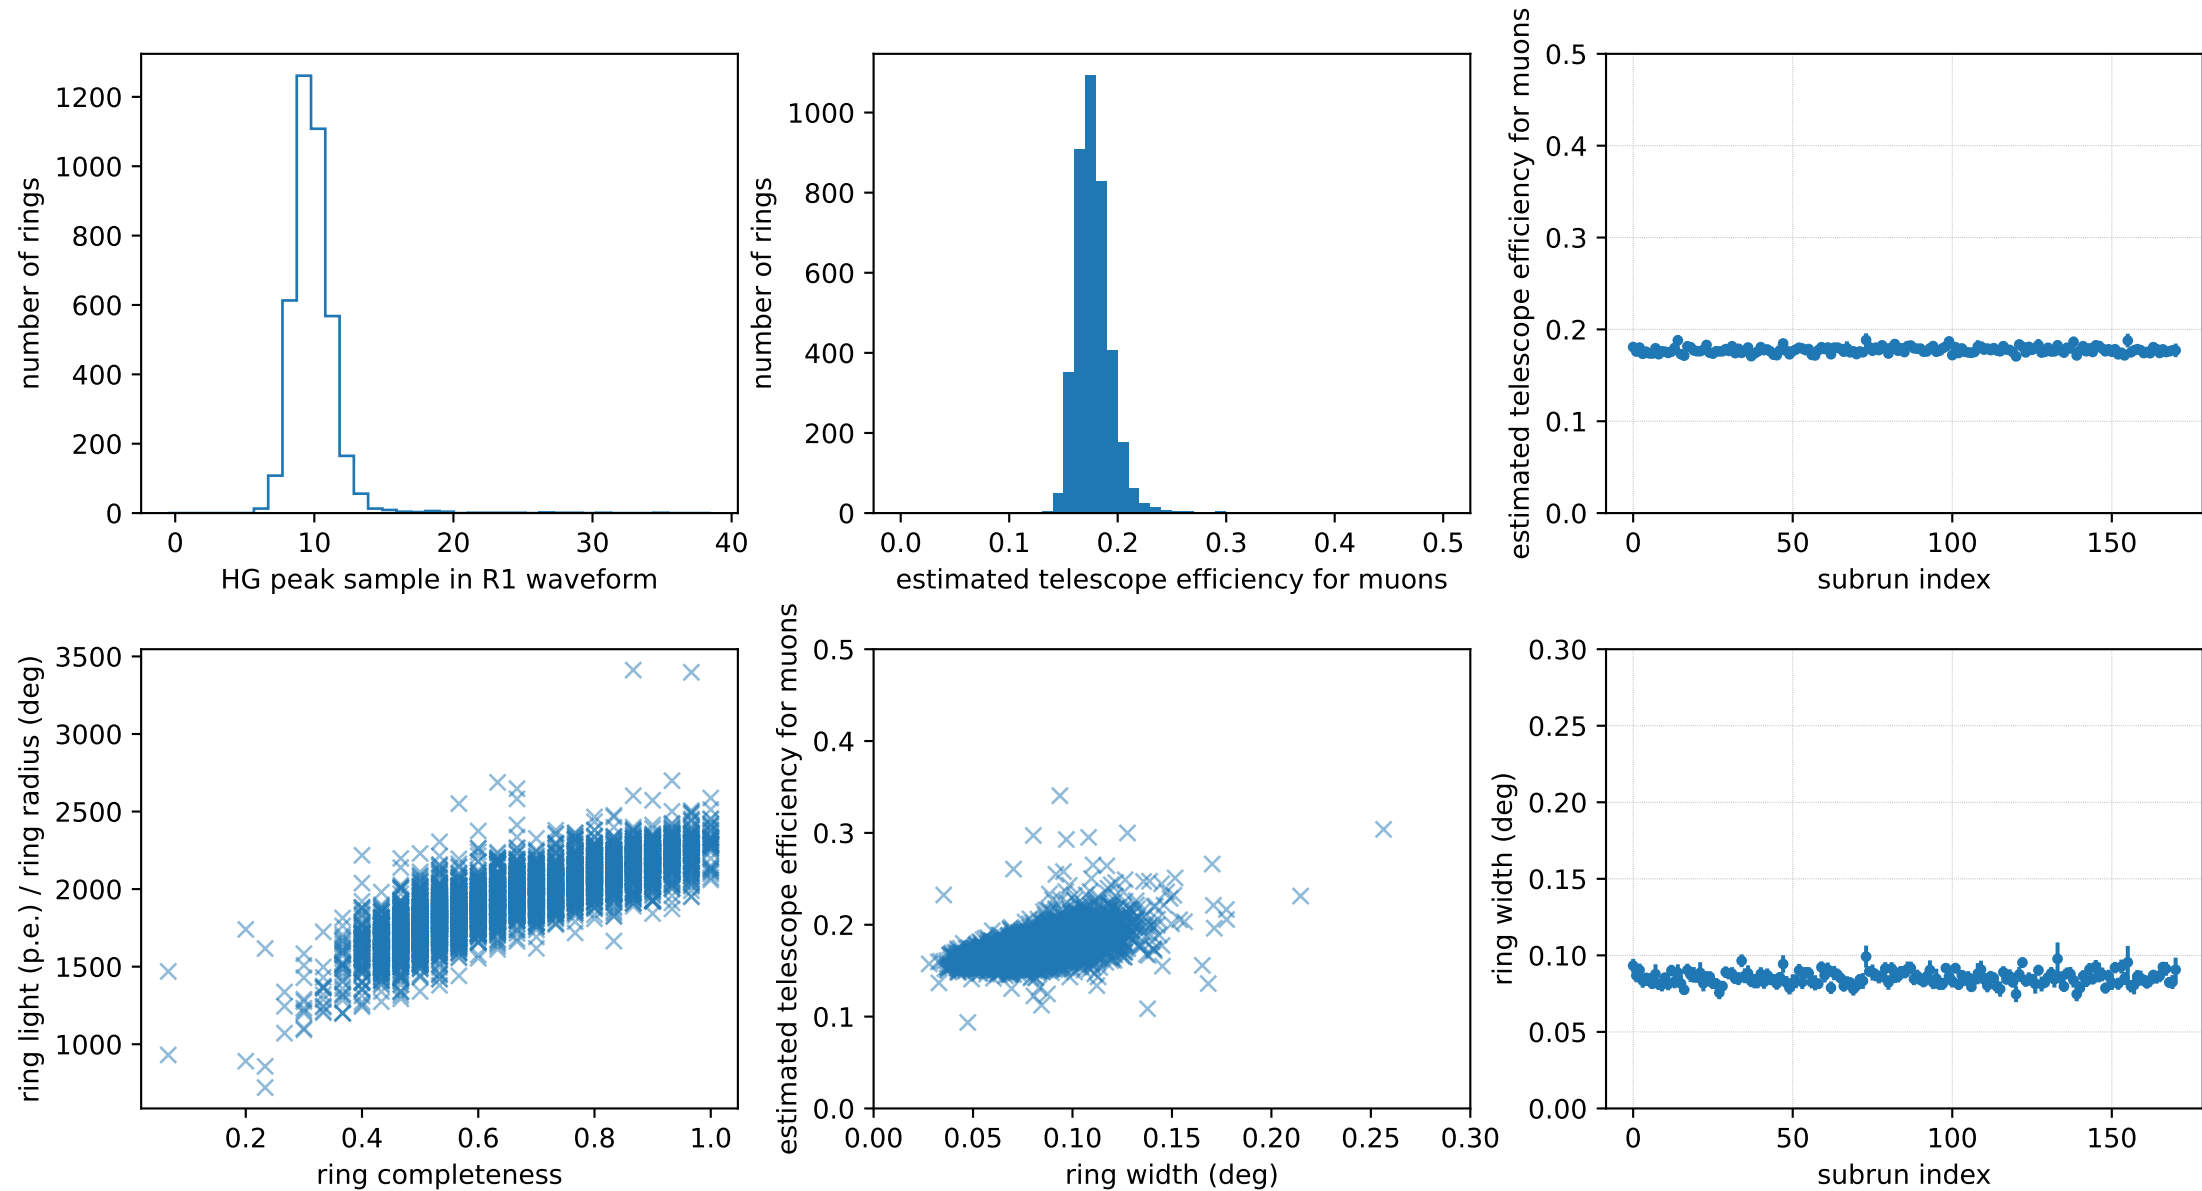 number of rings
1200
1000
800
600
400
200
0
0 10 20 30 40
HG peak sample in R1 waveform
number of rings
1000
800
600
400
200
0
0.0 0.1 0.2 0.3 0.4 0.5
estimated telescope efficiency for muons
estimated telescope efficiency for muons
0.5
0.4
0.3
0.2
0.1
0.0
0 50 100 150
subrun index
ring light (p.e.) / ring radius (deg)
3500
3000
2500
2000
1500
1000
0.2 0.4 0.6 0.8 1.0
ring completeness
estimated telescope efficiency for muons
0.5
0.4
0.3
0.2
0.1
0.0
0.00 0.05 0.10 0.15 0.20 0.25 0.30
ring width (deg)
ring width (deg)
0.30
0.25
0.20
0.15
0.10
0.05
0.00
0 50 100 150
subrun index